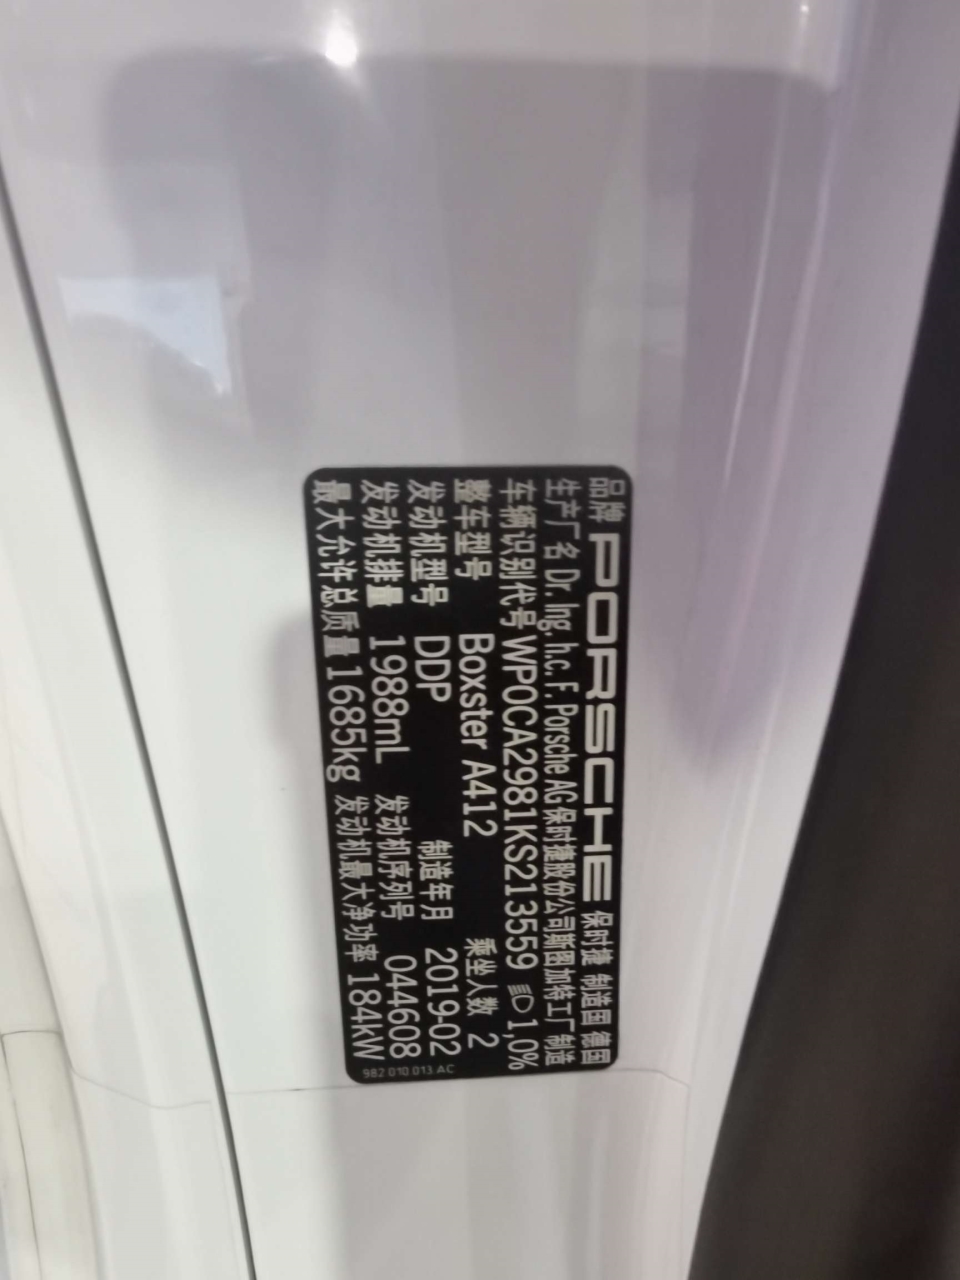 品牌 PORSCHE 保时捷 制造国 德国
生产厂名 Dr. Ing. h.c. F. Porsche AG 保时捷股份公司斯图加特工厂制造
车辆识别代号 WP0CA2981KS213559 1,0%
整车型号 Boxster A412 乘坐人数 2
发动机型号 DDP 制造年月 2019-02
发动机排量 1988mL 发动机序列号 044608
最大允许总质量 1685kg 发动机最大净功率 184kW
982 010 013 AC